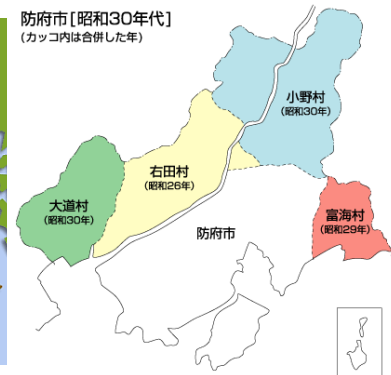 防府市[昭和30年代]
(カッコ内は合併した年)
小野村
(昭和30年)
右田村
(昭和26年)
大道村
(昭和30年)
富海村
(昭和29年)
防府市